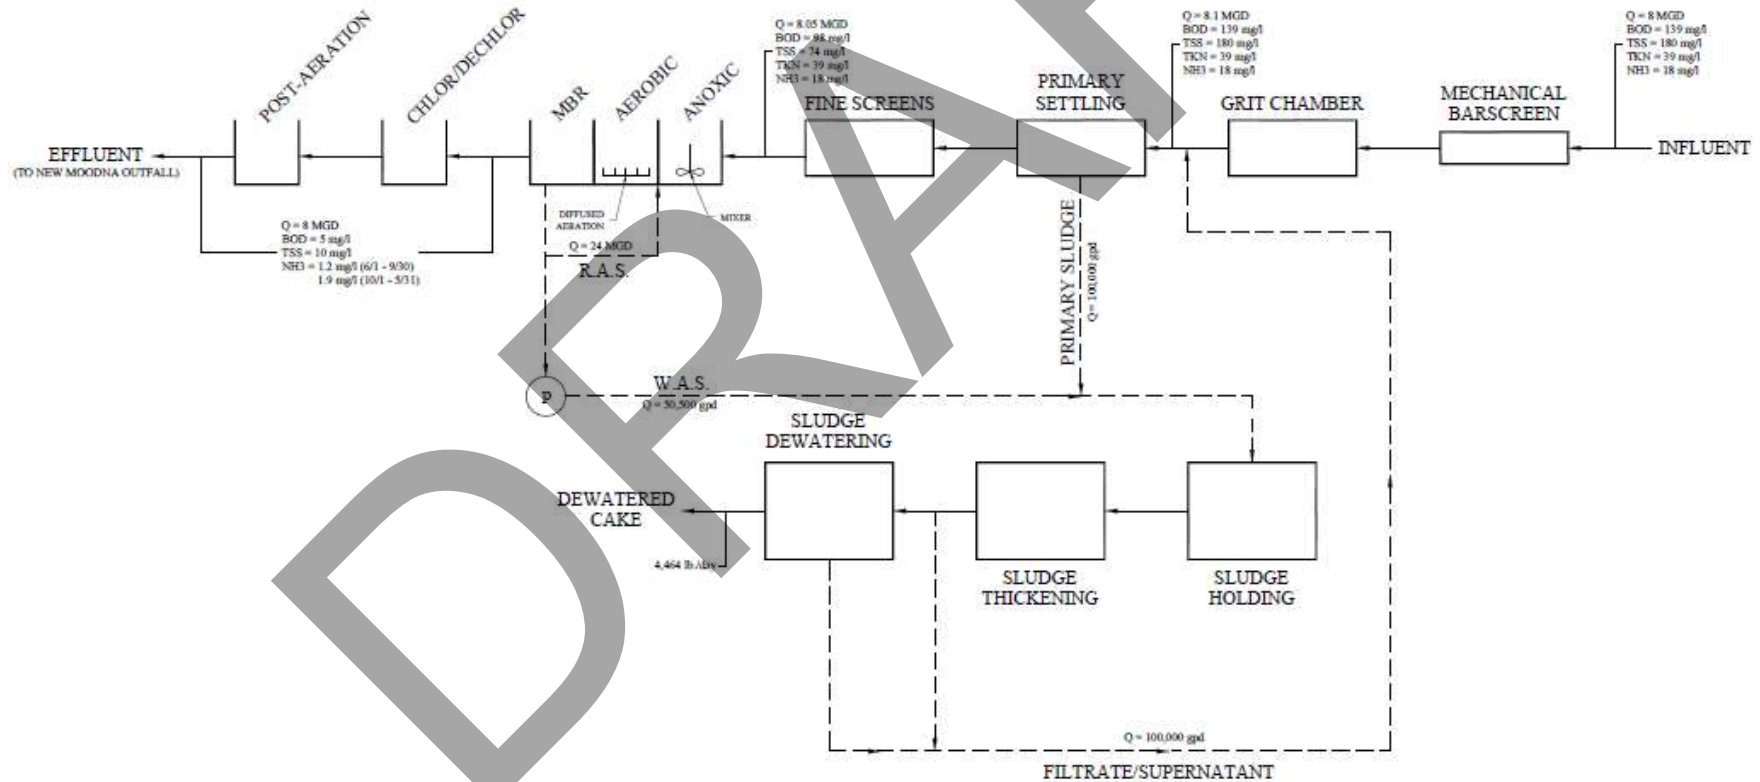 POST-AERATION
CHLOR/DECHLOR
MBR
AEROBIC
ANOXIC
Q = 8.05 MGD
BOD = 98 mg/l
TSS = 74 mg/l
TKN = 39 mg/l
NH3 = 18 mg/l
FINE SCREENS
PRIMARY
SETTLING
Q = 8.1 MGD
BOD = 139 mg/l
TSS = 180 mg/l
TKN = 39 mg/l
NH3 = 18 mg/l
GRIT CHAMBER
MECHANICAL
BARSCREEN
Q = 8 MGD
BOD = 139 mg/l
TSS = 180 mg/l
TKN = 39 mg/l
NH3 = 18 mg/l
INFLUENT
EFFLUENT
(TO NEW MOODNA OUTFALL)
DIFFUSED
AERATION
MIXER
Q = 8 MGD
BOD = 5 mg/l
TSS = 10 mg/l
NH3 = 1.2 mg/l (6/1 - 9/30)
1.9 mg/l (10/1 - 5/31)
Q = 24 MGD
R.A.S.
PRIMARY SLUDGE
Q = 100,000 gpd
P
W.A.S.
Q = 50,500 gpd
SLUDGE
DEWATERING
DEWATERED
CAKE
4,464 lb
SLUDGE
THICKENING
SLUDGE
HOLDING
Q = 100,000 gpd
FILTRATE/SUPERNATANT
DRAFT